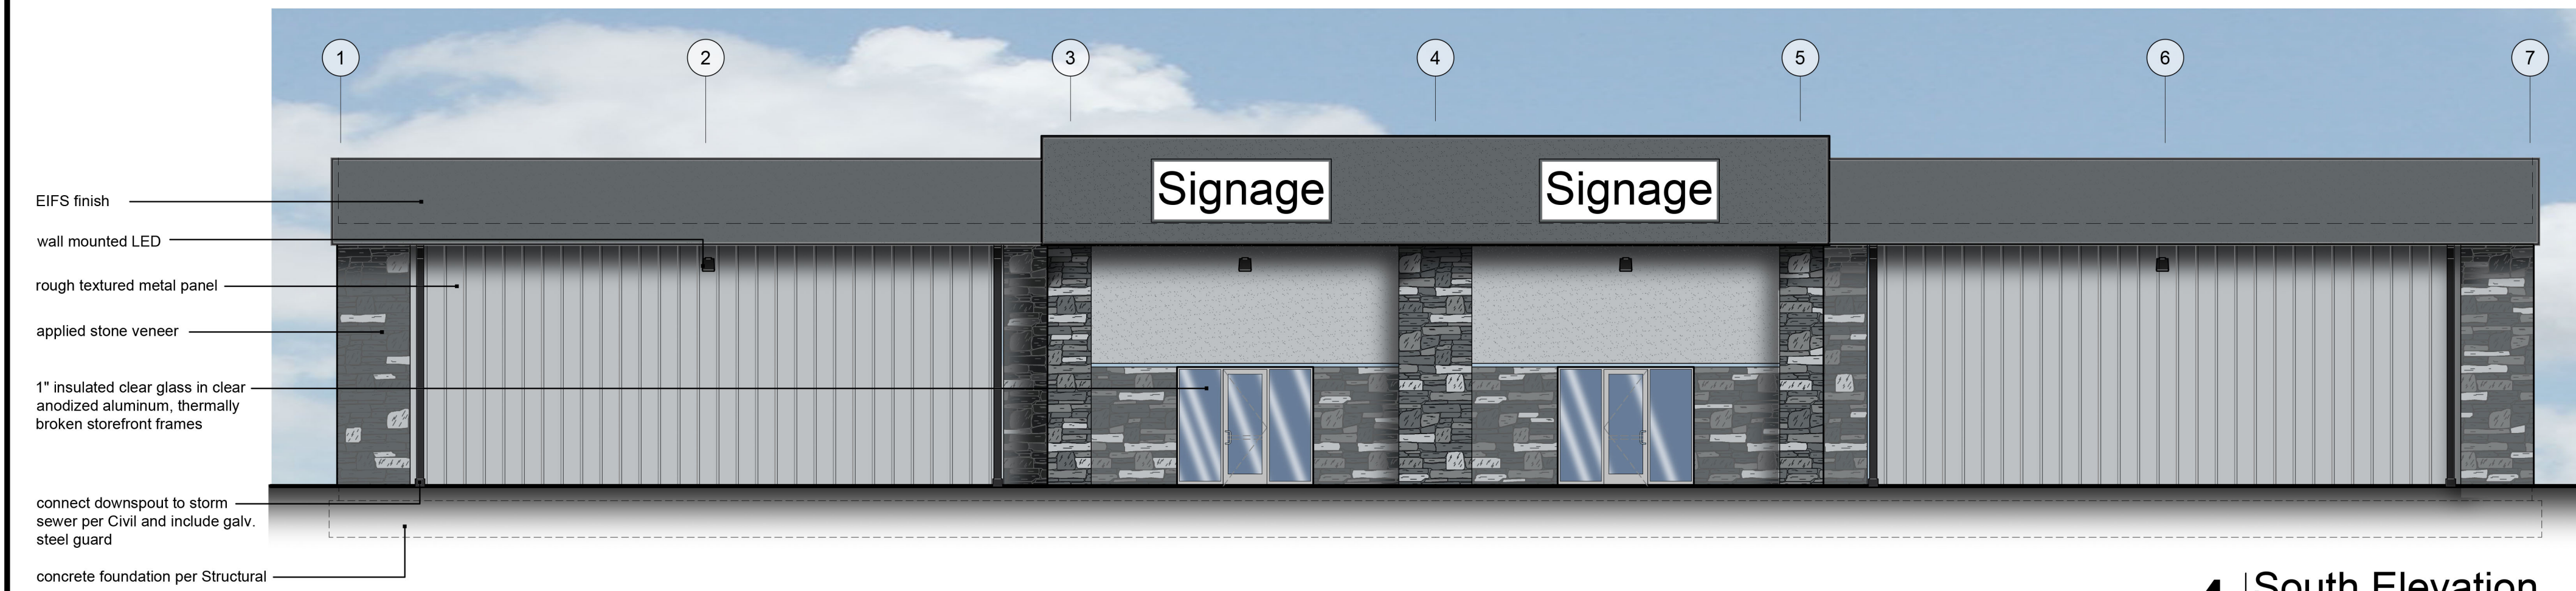 1 2 3 4 5 6 7
Signage Signage
EIFS finish
wall mounted LED
rough textured metal panel
applied stone veneer
1" insulated clear glass in clear
anodized aluminum, thermally
broken storefront frames
connect downspout to storm
sewer per Civil and include galv.
steel guard
concrete foundation per Structural
South Elevation